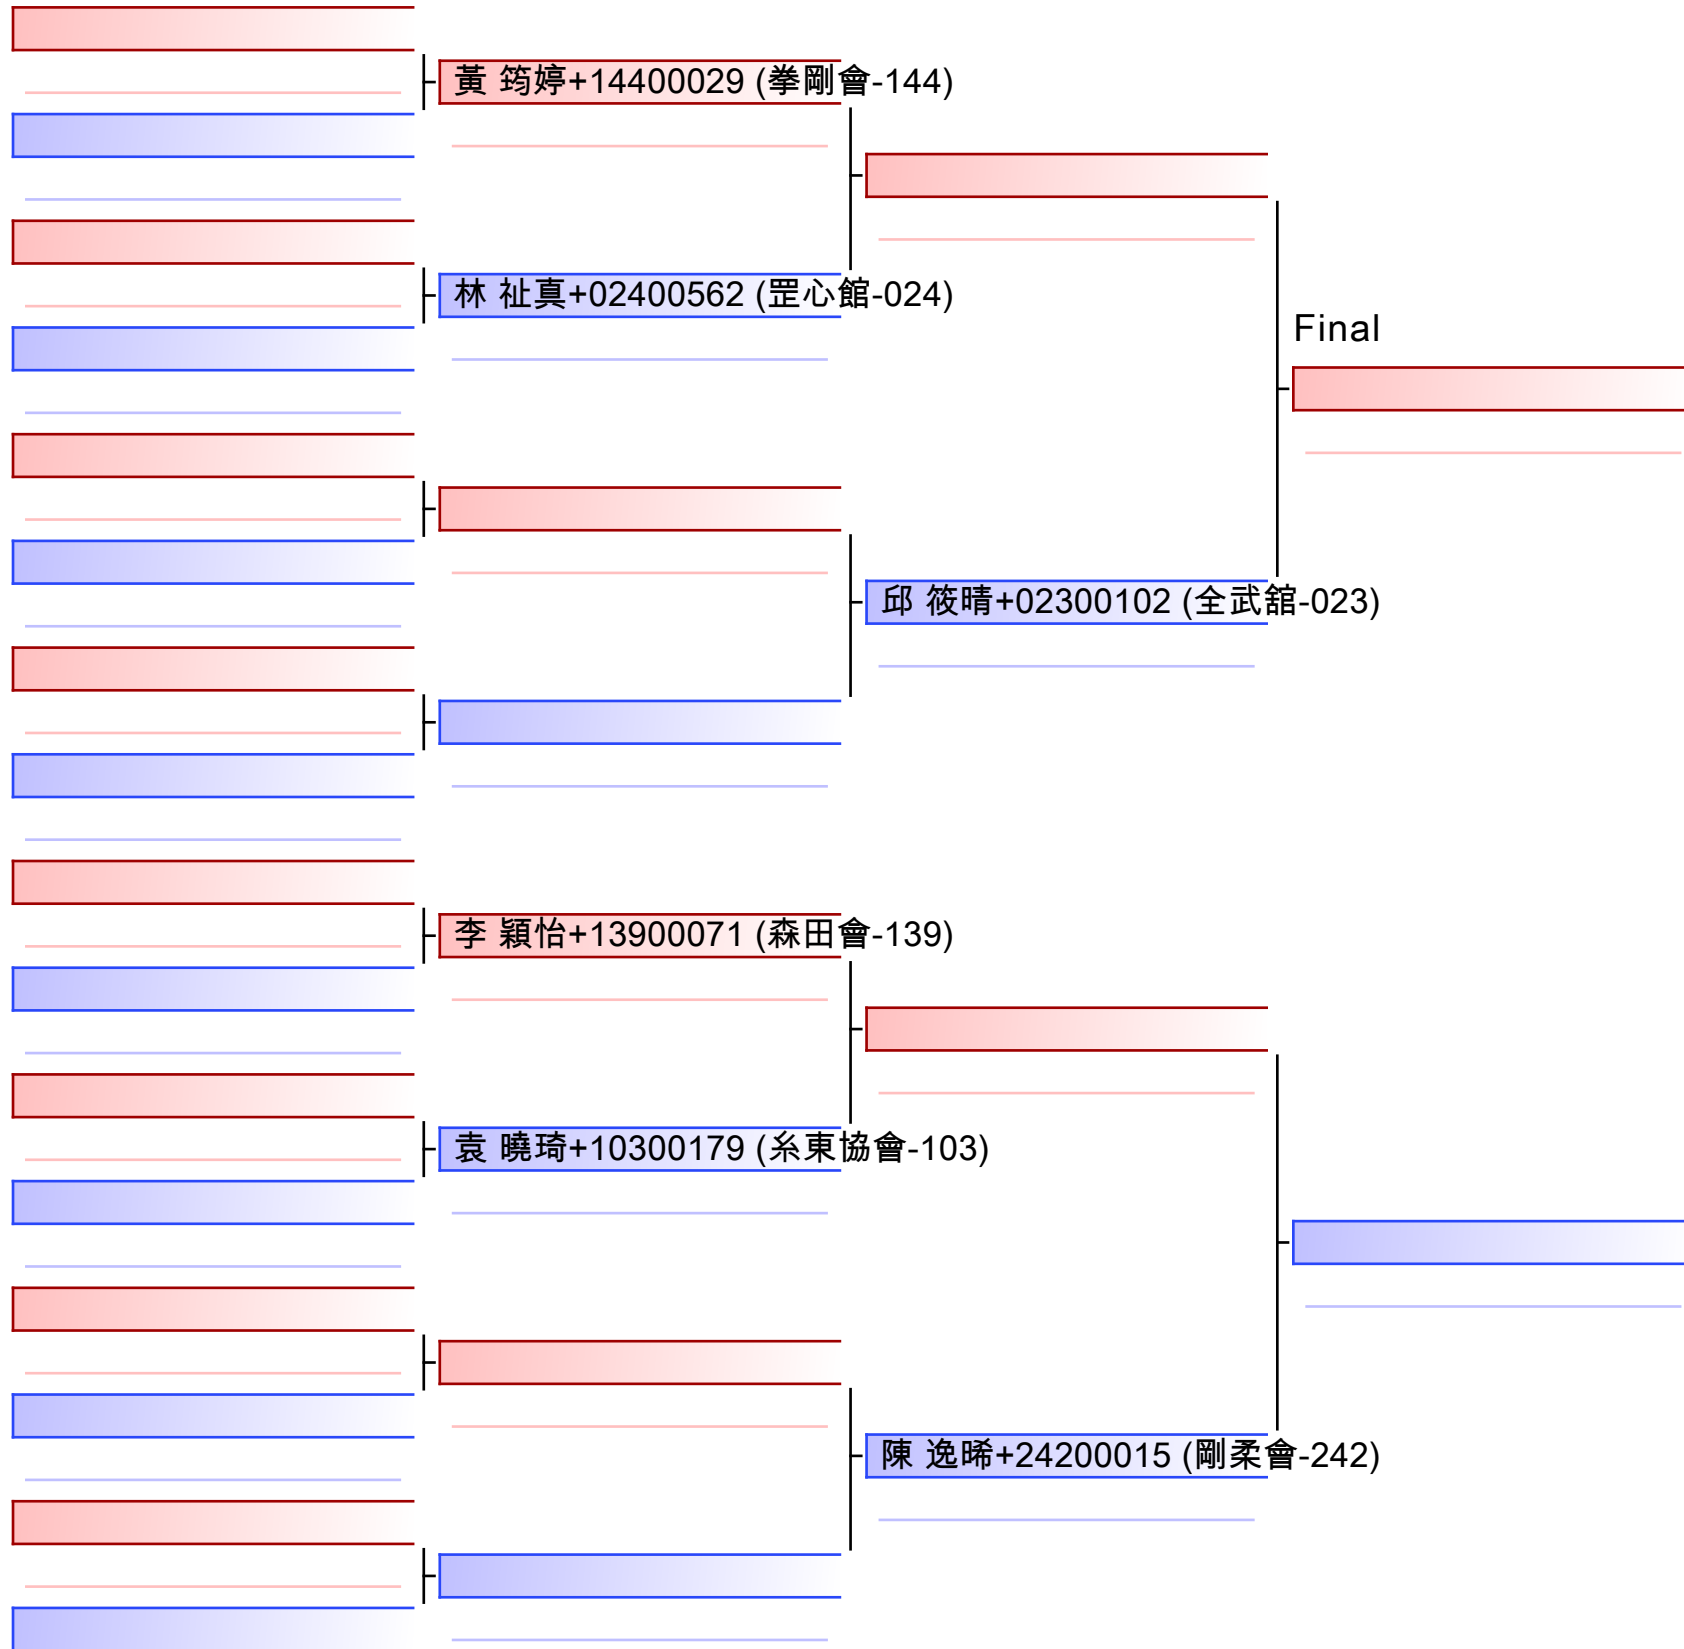 黃 筠婷+14400029 (拳剛會-144)
林 祉真+02400562 (罡心館-024)
Final
邱 筱晴+02300102 (全武舘-023)
李 穎怡+13900071 (森田會-139)
袁 曉琦+10300179 (糸東協會-103)
陳 逸晞+24200015 (剛柔會-242)